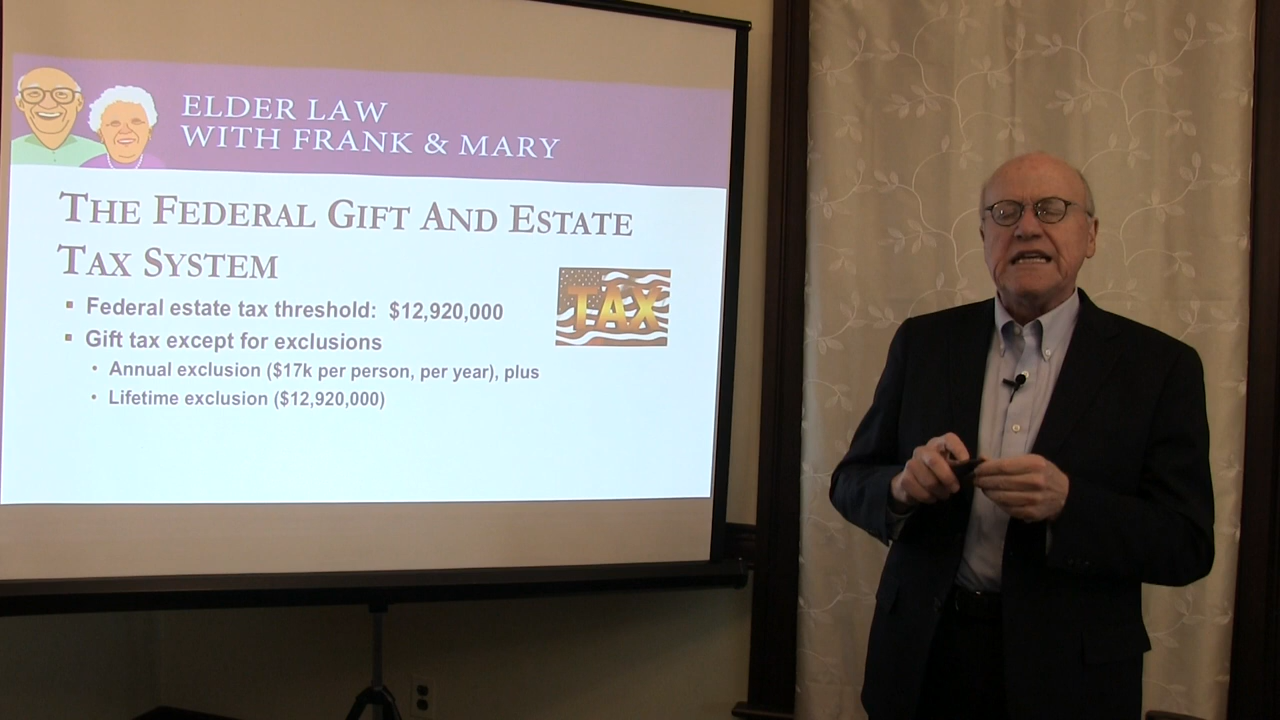 ELDER LAW
WITH FRANK & MARY
THE FEDERAL GIFT AND ESTATE
TAX SYSTEM
Federal estate tax threshold: $12,920,000
TAX
Gift tax except for exclusions
Annual exclusion ($17k per person, per year), plus
Lifetime exclusion ($12,920,000)